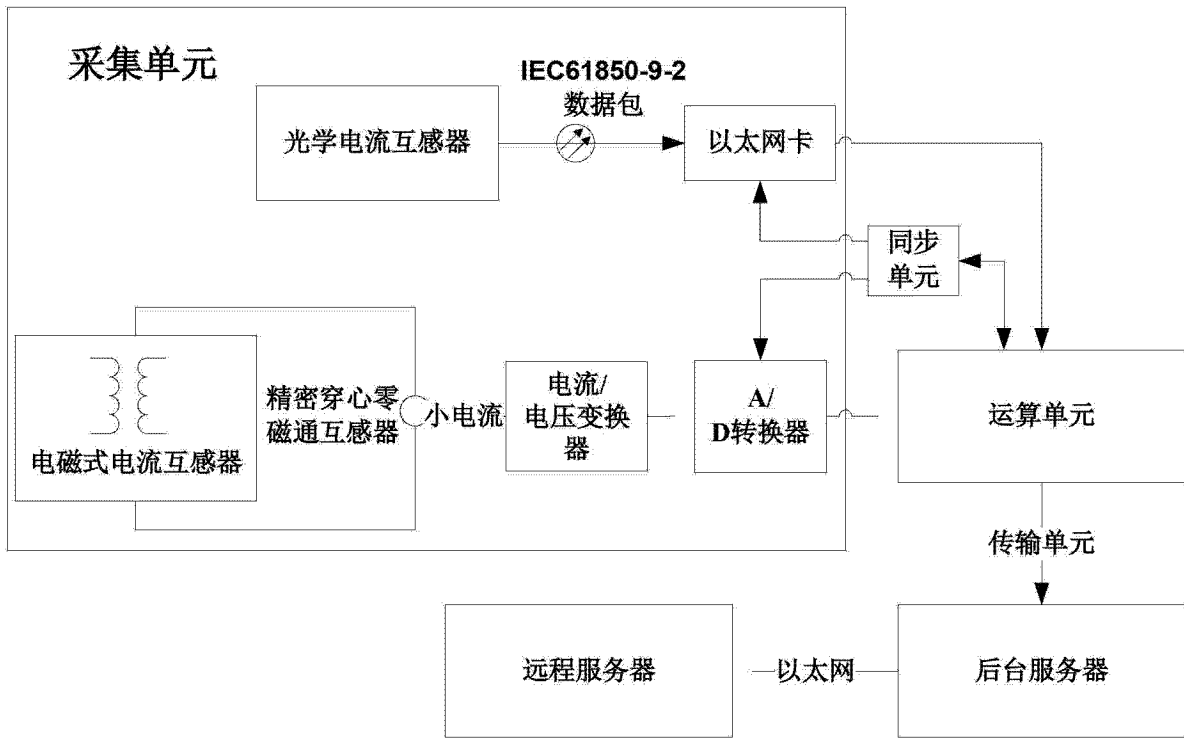 采集单元
IEC61850-9-2
数据包
光学电流互感器
以太网卡
同步
单元
电流/
电压变换
器
A/
D转换器
精密穿心零
磁通互感器
小电流
运算单元
电磁式电流互感器
传输单元
远程服务器
以太网
后台服务器